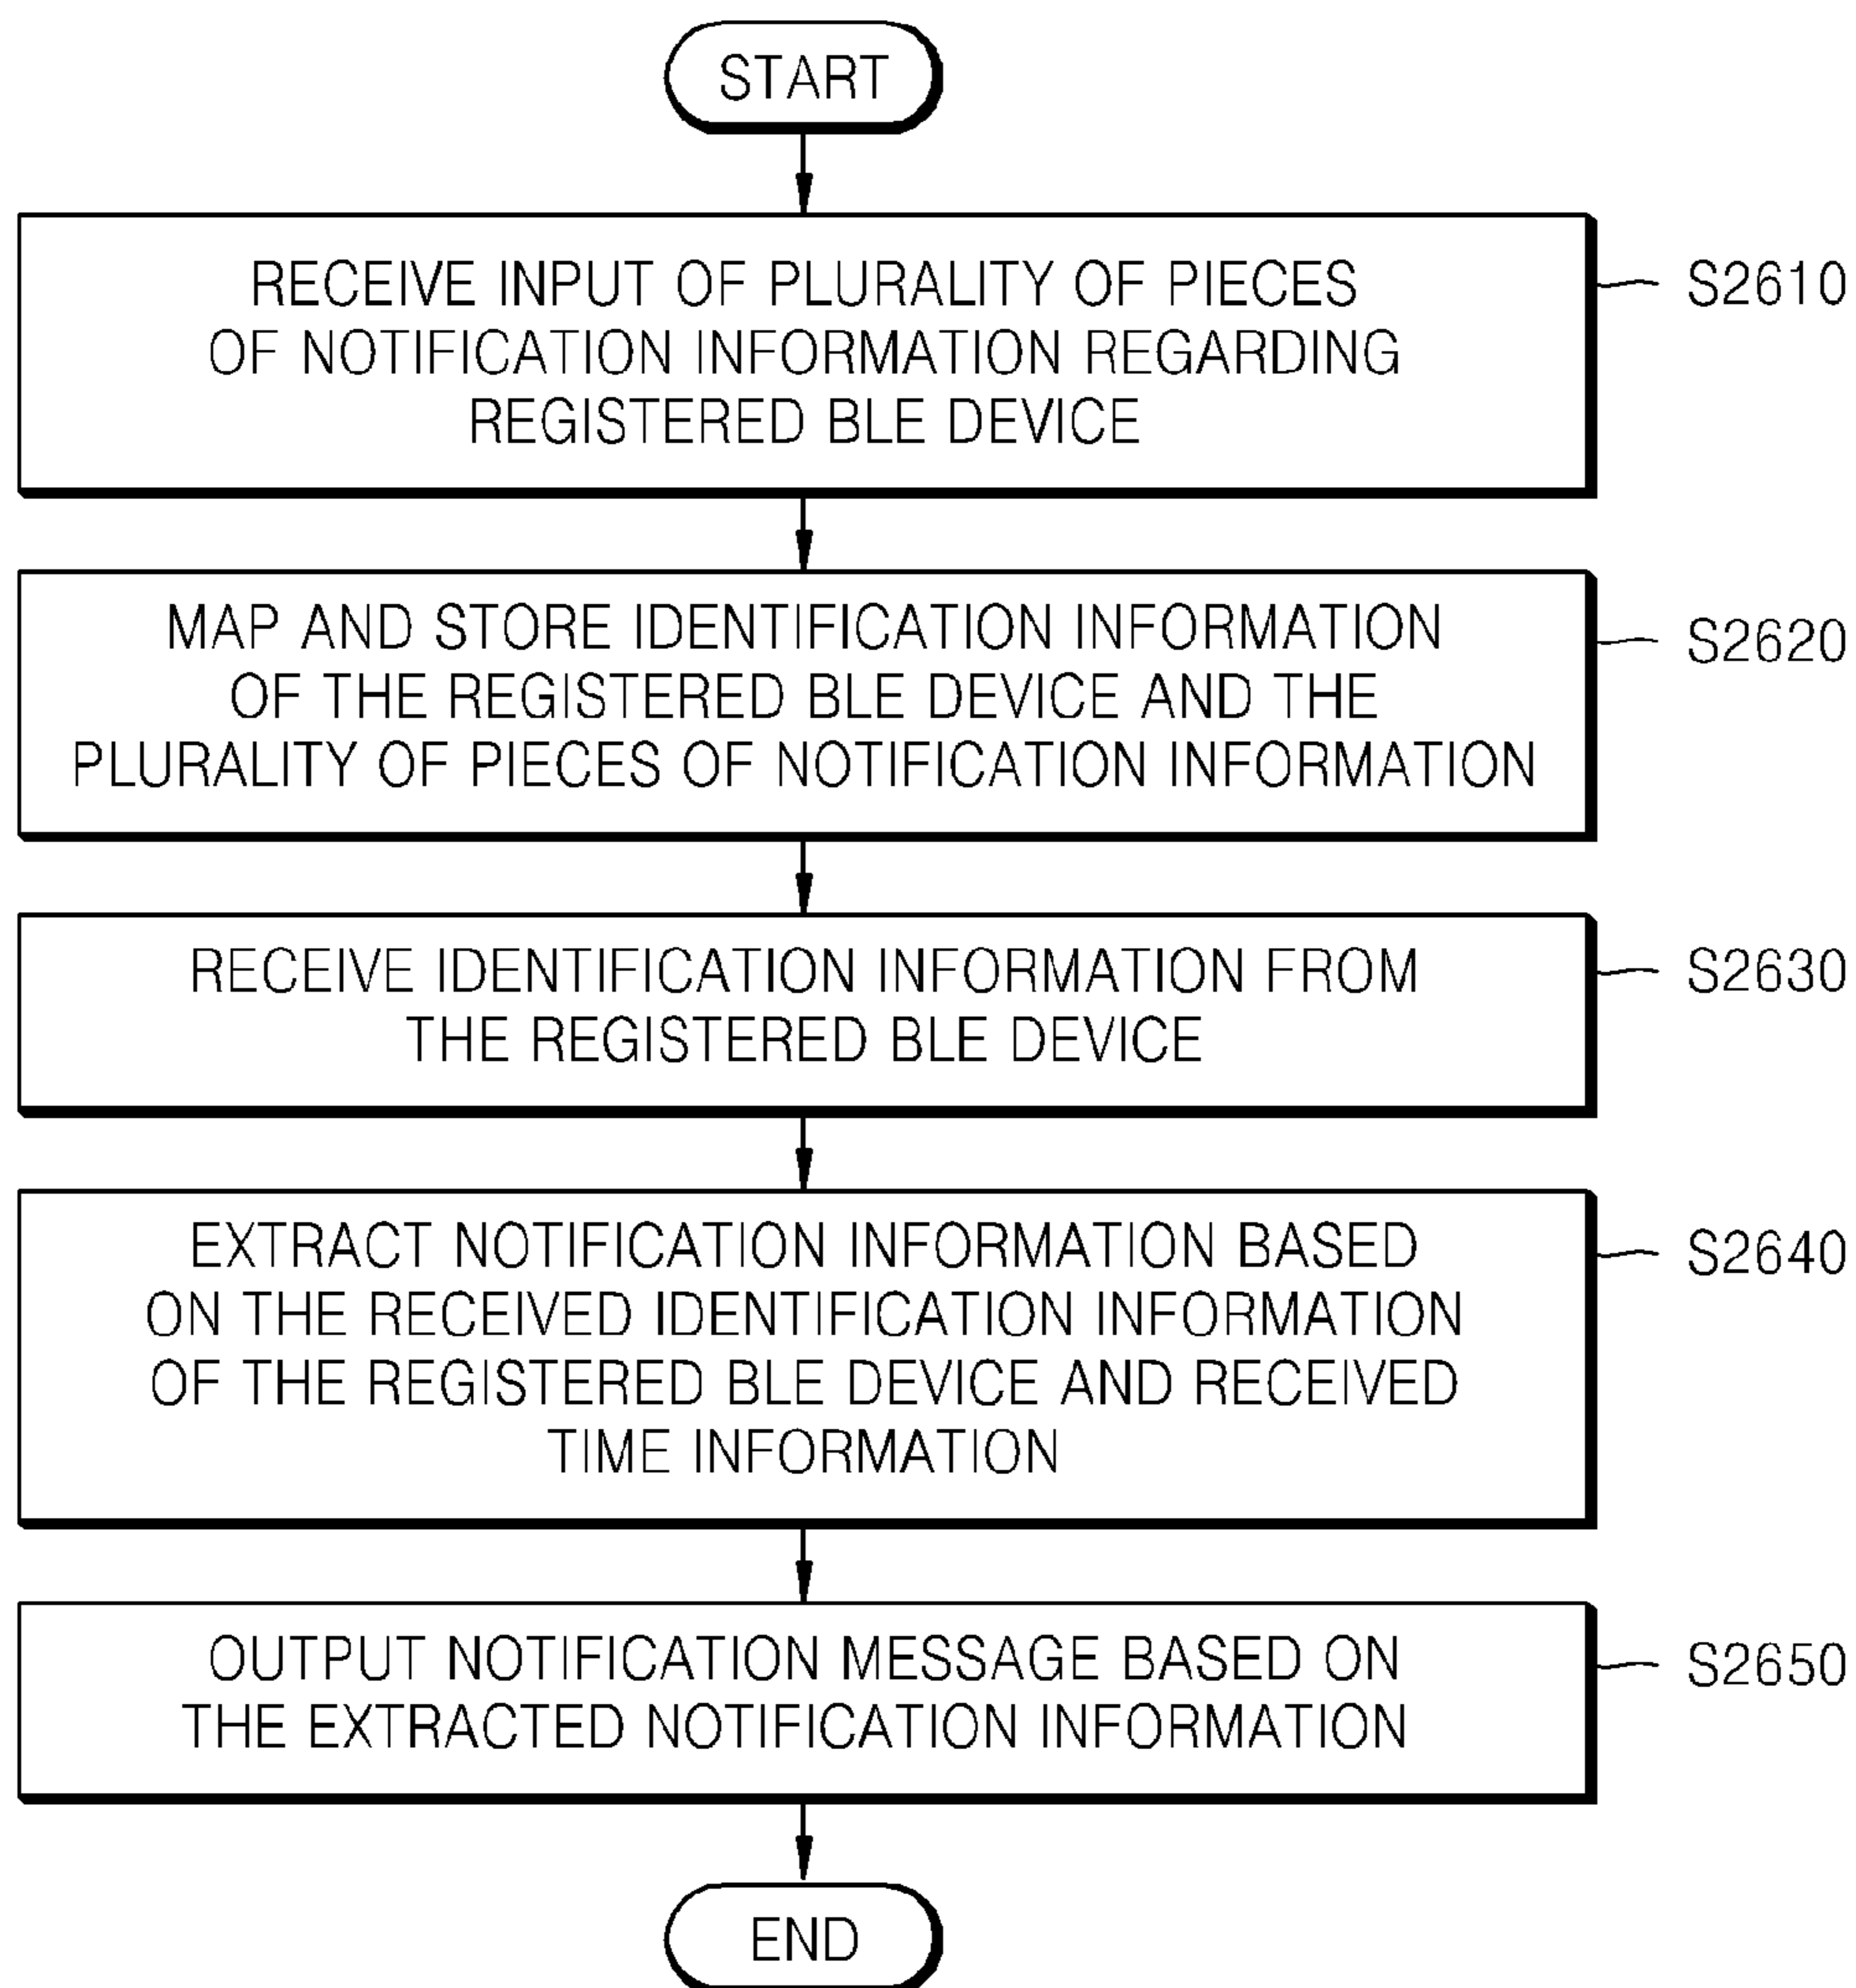 START
RECEIVE INPUT OF PLURALITY OF PIECES
OF NOTIFICATION INFORMATION REGARDING
REGISTERED BLE DEVICE
S2610
MAP AND STORE IDENTIFICATION INFORMATION
OF THE REGISTERED BLE DEVICE AND THE
PLURALITY OF PIECES OF NOTIFICATION INFORMATION
S2620
RECEIVE IDENTIFICATION INFORMATION FROM
THE REGISTERED BLE DEVICE
S2630
EXTRACT NOTIFICATION INFORMATION BASED
ON THE RECEIVED IDENTIFICATION INFORMATION
OF THE REGISTERED BLE DEVICE AND RECEIVED
TIME INFORMATION
S2640
OUTPUT NOTIFICATION MESSAGE BASED ON
THE EXTRACTED NOTIFICATION INFORMATION
S2650
END